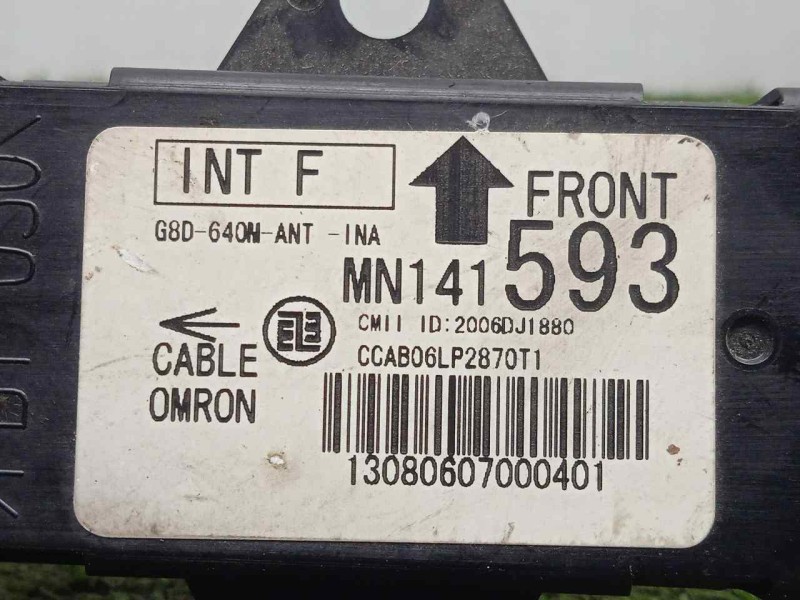 INT F
FRONT
G8D-640M-ANT -INA
MN141593
CMII ID:2006DJ1880
CCAB06LP2870T1
CABLE
OMRON
13080607000401